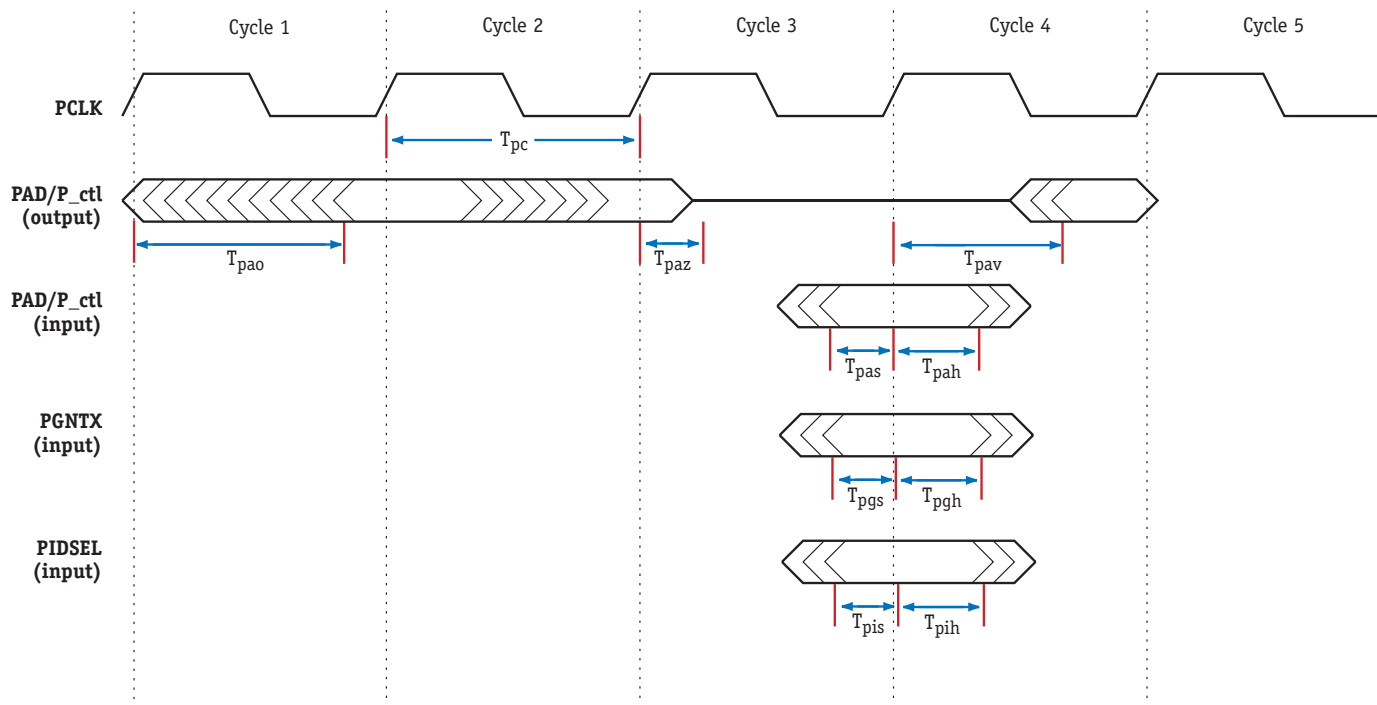 Cycle 1
Cycle 2
Cycle 3
Cycle 4
Cycle 5
PCLK
Tpc
PAD/P_ctl
(output)
Tpao
Tpaz
Tpav
PAD/P_ctl
(input)
Tpas
Tpah
PGNTX
(input)
Tpgs
Tpgh
PIDSEL
(input)
Tpis
Tpih